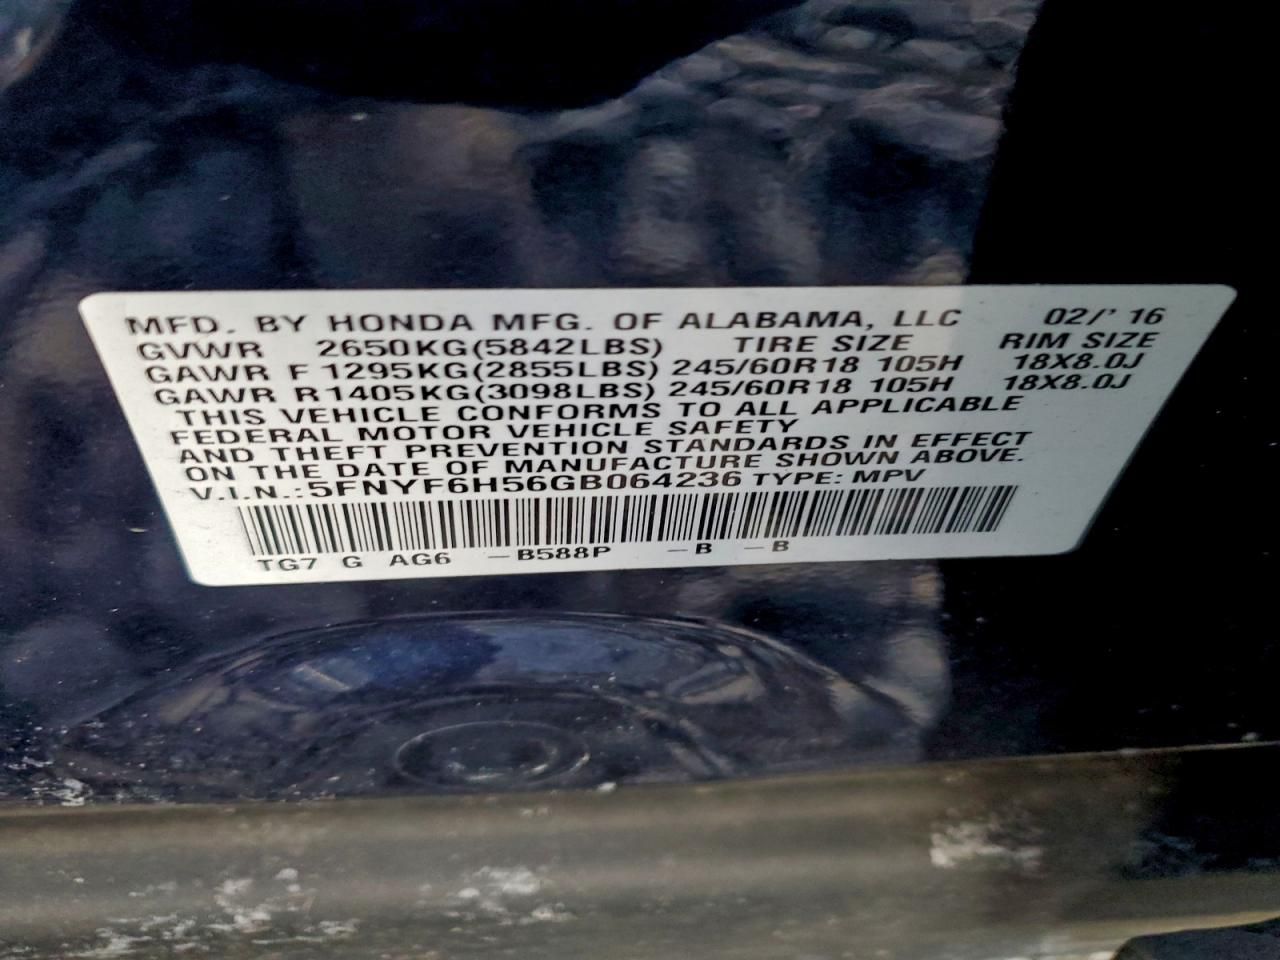 MFD. BY HONDA MFG. OF ALABAMA, LLC 02/' 16
GVWR 2650KG(5842LBS) TIRE SIZE RIM SIZE
GAWR F 1295KG(2855LBS) 245/60R18 105H 18X8.0J
GAWR R 1405KG(3098LBS) 245/60R18 105H 18X8.0J
THIS VEHICLE CONFORMS TO ALL APPLICABLE
FEDERAL MOTOR VEHICLE SAFETY
AND THEFT PREVENTION STANDARDS IN EFFECT
ON THE DATE OF MANUFACTURE SHOWN ABOVE.
V.I.N.:5FNYF6H56GB064236 TYPE: MPV
TG7 G AG6 –B588P –B –B